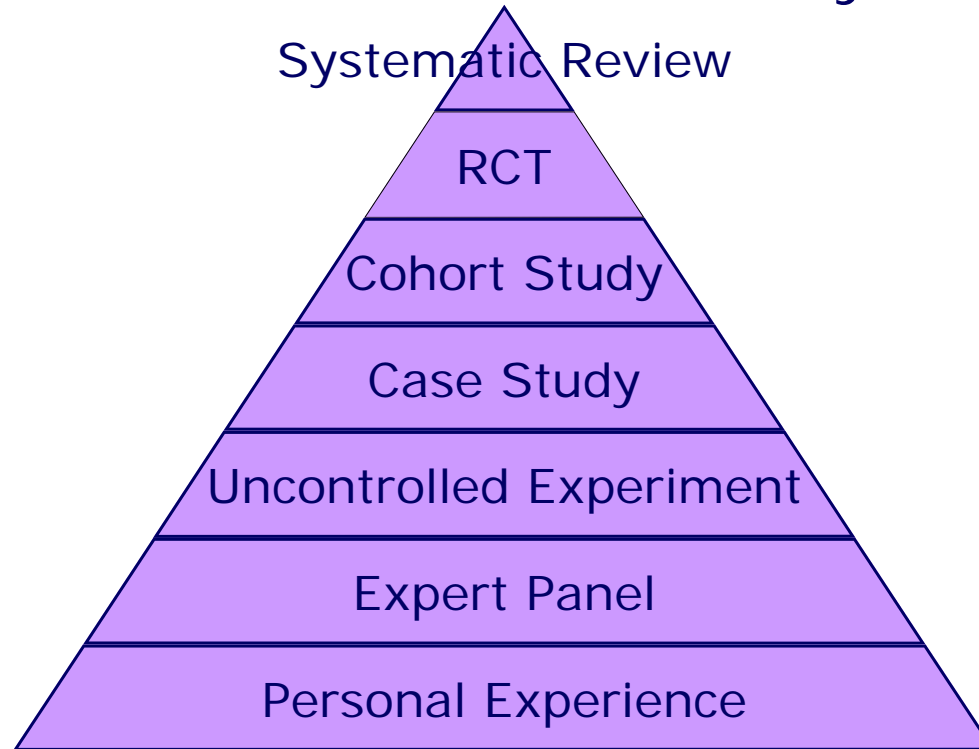 Systematic Review
RCT
Cohort Study
Case Study
Uncontrolled Experiment
Expert Panel
Personal Experience